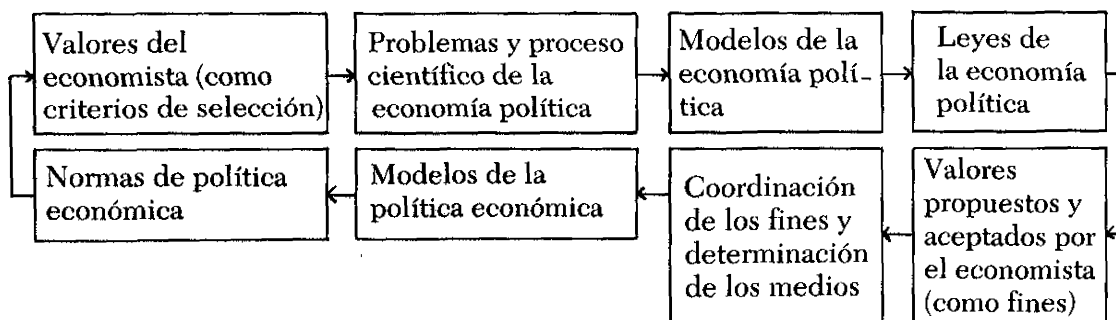 Valores del
economista (como
criterios de selección)
Problemas y proceso
científico de la
economía política
Modelos de la
economía polí-
tica
Leyes de
la economía
política
Valores
propuestos y
aceptados por
el economista
(como fines)
Coordinación
de los fines y
determinación
de los medios
Modelos de la
política económica
Normas de política
económica